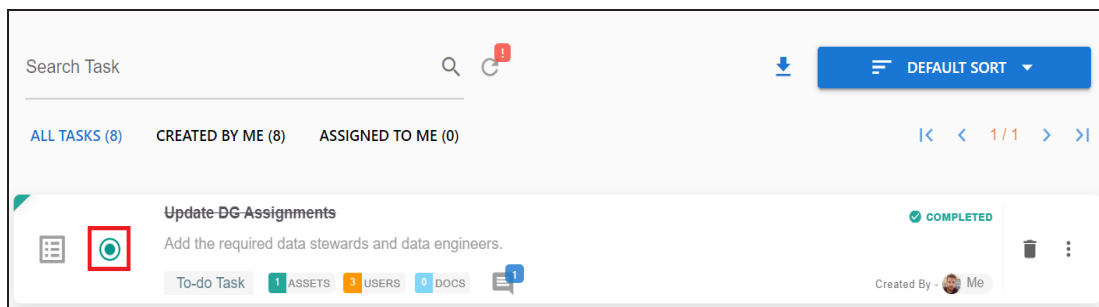 Search Task
!
DEFAULT SORT
ALL TASKS (8) CREATED BY ME (8) ASSIGNED TO ME (0)
1 / 1
Update DG Assignments
COMPLETED
Add the required data stewards and data engineers.
To-do Task 1 ASSETS 3 USERS 0 DOCS 1
Created By - Me